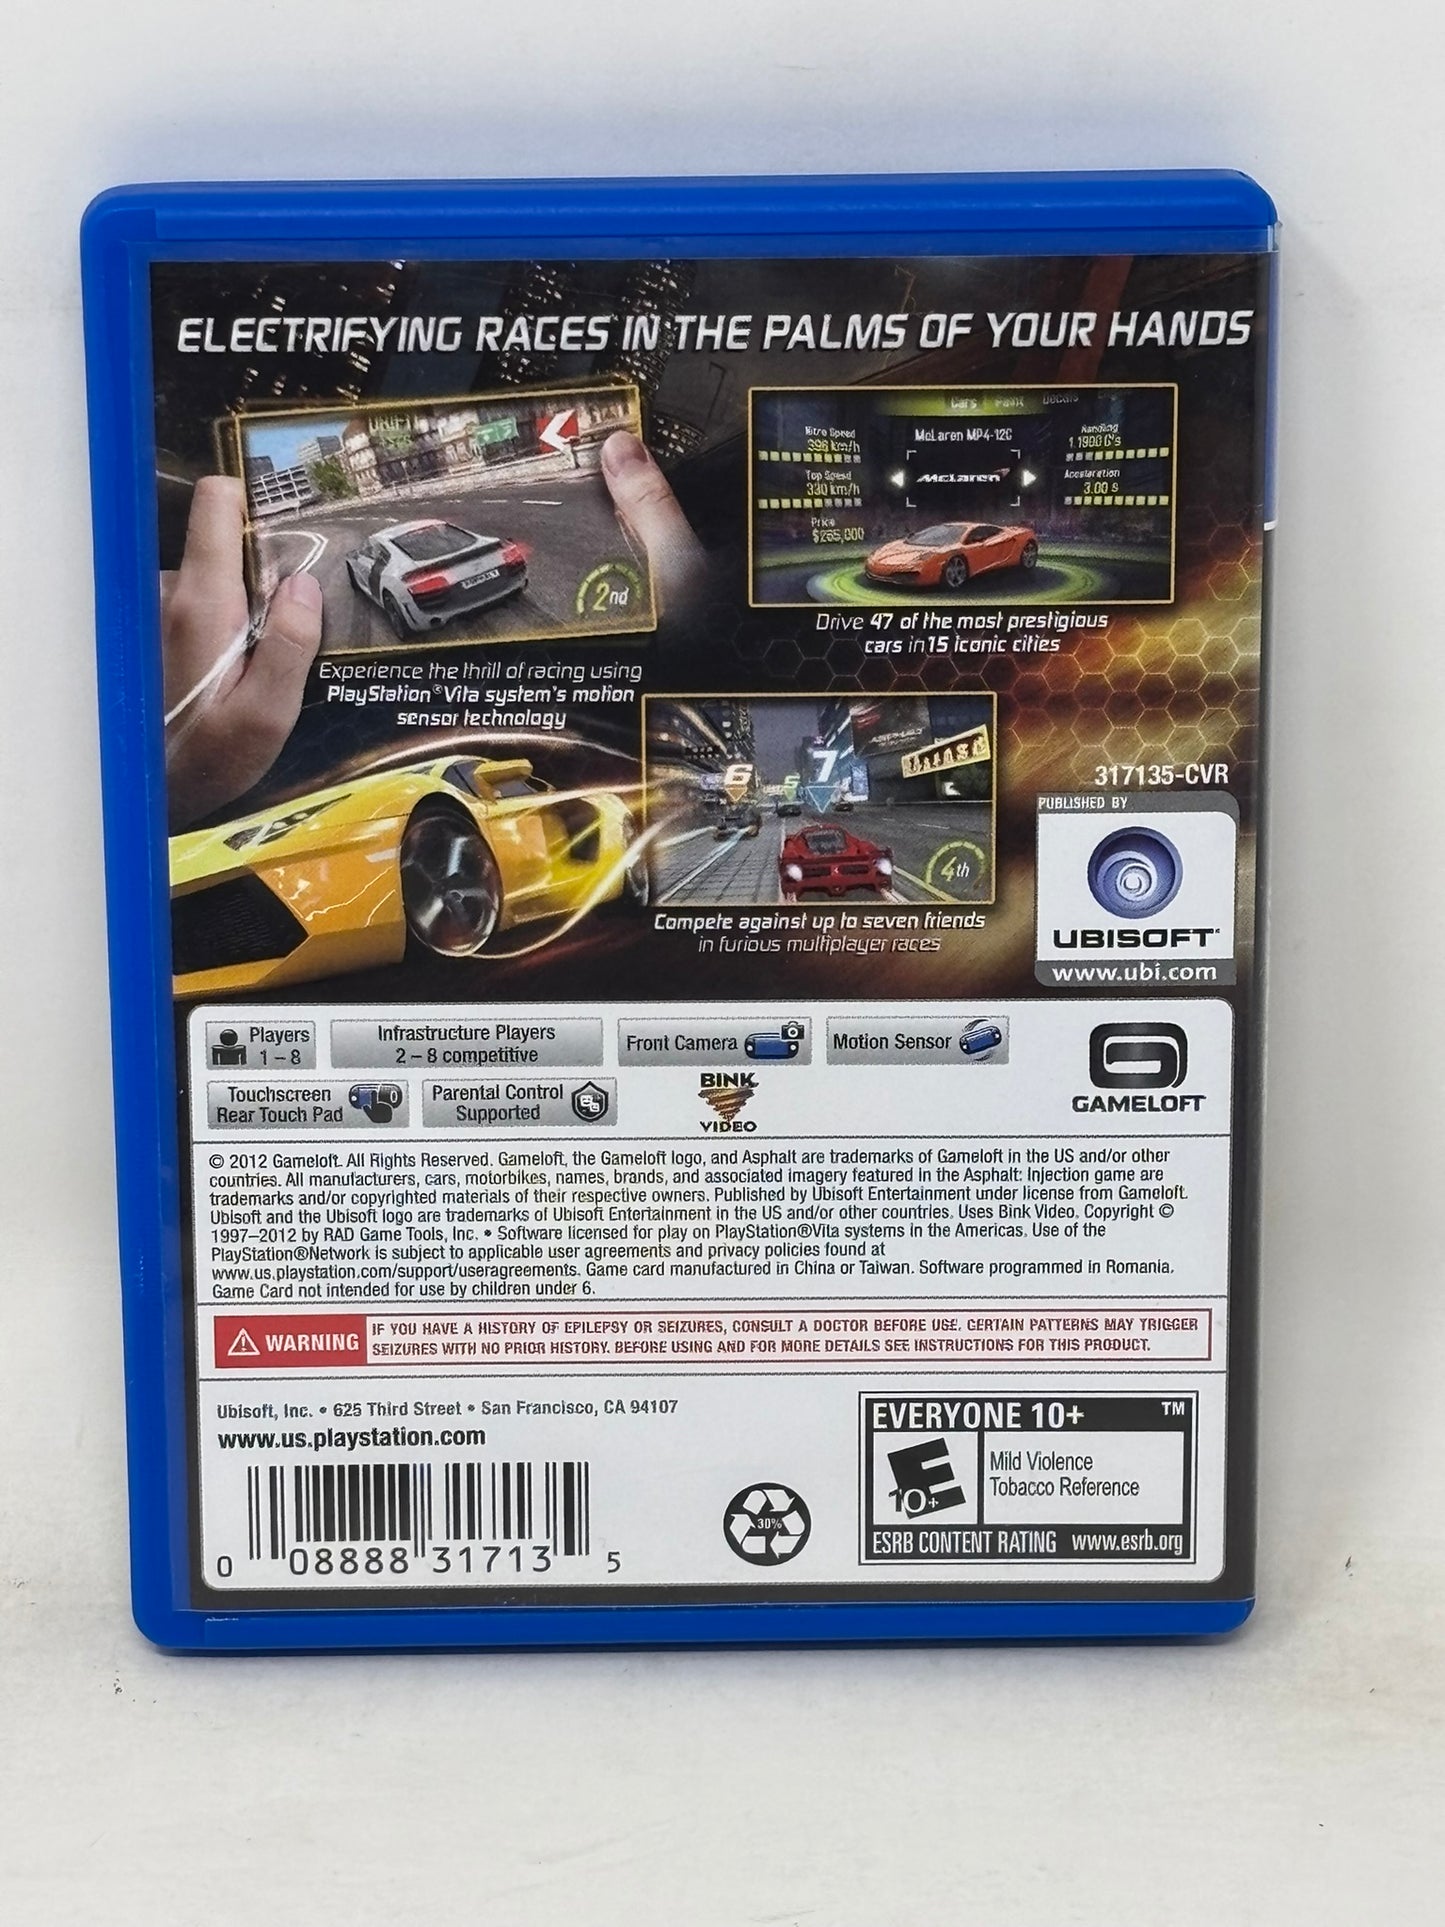 ELECTRIFYING RACES IN THE PALMS OF YOUR HANDS
DRIFT
2nd
Experience the thrill of racing using
PlayStation®Vita system's motion
sensor technology
Cars Paint Decals
Nitro Speed
396 km/h
Top Speed
330 km/h
Price
McLaren MP4-12C
McLaren
Handling
Acceleration
3.00 s
Drive 47 of the most prestigious
cars in 15 iconic cities
6 5 7
4th
Compete against up to seven friends
in furious multiplayer races
317135-CVR
PUBLISHED BY
UBISOFT
www.ubi.com
Players
1 – 8
Infrastructure Players
2 – 8 competitive
Front Camera
Motion Sensor
Touchscreen
Rear Touch Pad
Parental Control
Supported
BINK
VIDEO
GAMELOFT
© 2012 Gameloft. All Rights Reserved. Gameloft, the Gameloft logo, and Asphalt are trademarks of Gameloft in the US and/or other
countries. All manufacturers, cars, motorbikes, names, brands, and associated imagery featured in the Asphalt: Injection game are
trademarks and/or copyrighted materials of their respective owners. Published by Ubisoft Entertainment under license from Gameloft.
Ubisoft and the Ubisoft logo are trademarks of Ubisoft Entertainment in the US and/or other countries. Uses Bink Video. Copyright ©
1997–2012 by RAD Game Tools, Inc. • Software licensed for play on PlayStation®Vita systems in the Americas. Use of the
PlayStation®Network is subject to applicable user agreements and privacy policies found at
www.us.playstation.com/support/useragreements. Game card manufactured in China or Taiwan. Software programmed in Romania.
Game Card not intended for use by children under 6.
WARNING
IF YOU HAVE A HISTORY OF EPILEPSY OR SEIZURES, CONSULT A DOCTOR BEFORE USE. CERTAIN PATTERNS MAY TRIGGER
SEIZURES WITH NO PRIOR HISTORY. BEFORE USING AND FOR MORE DETAILS SEE INSTRUCTIONS FOR THIS PRODUCT.
Ubisoft, Inc. • 625 Third Street • San Francisco, CA 94107
www.us.playstation.com
0 08888 31713 5
30%
EVERYONE 10+ ™
E
10+
Mild Violence
Tobacco Reference
ESRB CONTENT RATING www.esrb.org